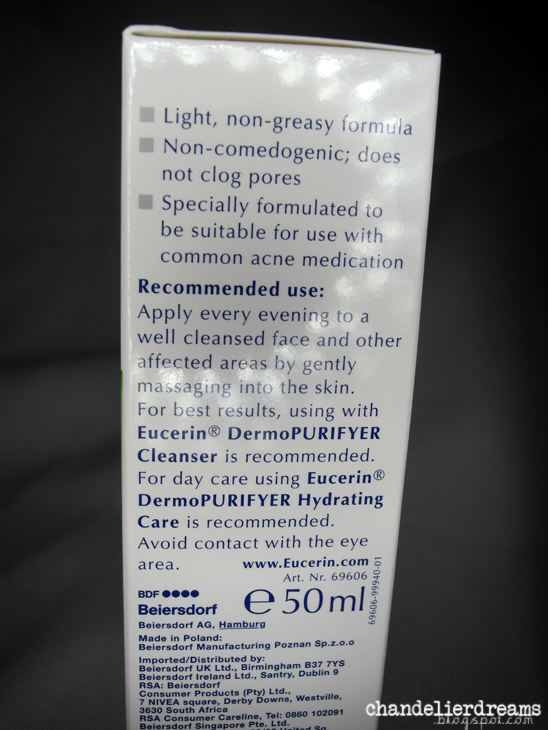 Light, non-greasy formula
Non-comedogenic; does
not clog pores
Specially formulated to
be suitable for use with
common acne medication
Recommended use:
Apply every evening to a
well cleansed face and other
affected areas by gently
massaging into the skin.
For best results, using with
Eucerin® DermoPURIFYER
Cleanser is recommended.
For day care using Eucerin®
DermoPURIFYER Hydrating
Care is recommended.
Avoid contact with the eye
area. www.Eucerin.com
Art. Nr. 69606
69606-99940-01
BDF
Beiersdorf
℮ 50ml
Beiersdorf AG, Hamburg
Made in Poland:
Beiersdorf Manufacturing Poznan Sp.z.o.o
Imported/Distributed by:
Beiersdorf UK Ltd., Birmingham B37 7YS
Beiersdorf Ireland Ltd., Santry, Dublin 9
RSA: Beiersdorf
Consumer Products (Pty) Ltd.,
7 NIVEA square, Derby Downs, Westville,
3630 South Africa
RSA Consumer Careline, Tel: 0860 102091
Beiersdorf Singapore Pte. Ltd.
chandelierdreams
blogspot.com